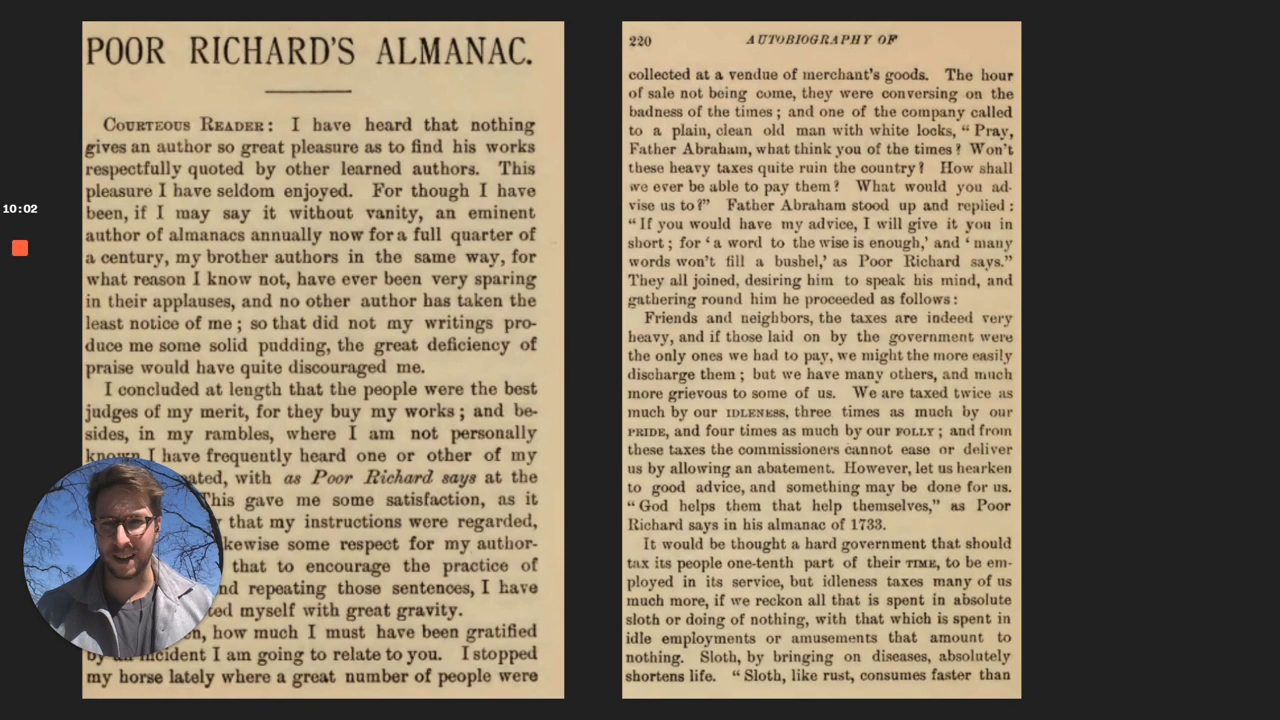 POOR RICHARD'S ALMANAC.
COURTEOUS READER: I have heard that nothing
gives an author so great pleasure as to find his works
respectfully quoted by other learned authors. This
pleasure I have seldom enjoyed. For though I have
been, if I may say it without vanity, an eminent
author of almanacs annually now for a full quarter of
a century, my brother authors in the same way, for
what reason I know not, have ever been very sparing
in their applauses, and no other author has taken the
least notice of me; so that did not my writings pro-
duce me some solid pudding, the great deficiency of
praise would have quite discouraged me.
I concluded at length that the people were the best
judges of my merit, for they buy my works; and be-
sides, in my rambles, where I am not personally
known I have frequently heard one or other of my
ated, with as Poor Richard says at the
This gave me some satisfaction, as it
that my instructions were regarded,
kewise some respect for my author-
that to encourage the practice of
nd repeating those sentences, I have
ted myself with great gravity.
en, how much I must have been gratified
by an incident I am going to relate to you. I stopped
my horse lately where a great number of people were
220 AUTOBIOGRAPHY OF
collected at a vendue of merchant's goods. The hour
of sale not being come, they were conversing on the
badness of the times; and one of the company called
to a plain, clean old man with white locks, "Pray,
Father Abraham, what think you of the times? Won't
these heavy taxes quite ruin the country? How shall
we ever be able to pay them? What would you ad-
vise us to?" Father Abraham stood up and replied:
"If you would have my advice, I will give it you in
short; for 'a word to the wise is enough,' and 'many
words won't fill a bushel,' as Poor Richard says."
They all joined, desiring him to speak his mind, and
gathering round him he proceeded as follows:
Friends and neighbors, the taxes are indeed very
heavy, and if those laid on by the government were
the only ones we had to pay, we might the more easily
discharge them; but we have many others, and much
more grievous to some of us. We are taxed twice as
much by our IDLENESS, three times as much by our
PRIDE, and four times as much by our FOLLY; and from
these taxes the commissioners cannot ease or deliver
us by allowing an abatement. However, let us hearken
to good advice, and something may be done for us.
"God helps them that help themselves," as Poor
Richard says in his almanac of 1733.
It would be thought a hard government that should
tax its people one-tenth part of their TIME, to be em-
ployed in its service, but idleness taxes many of us
much more, if we reckon all that is spent in absolute
sloth or doing of nothing, with that which is spent in
idle employments or amusements that amount to
nothing. Sloth, by bringing on diseases, absolutely
shortens life. "Sloth, like rust, consumes faster than
10:02